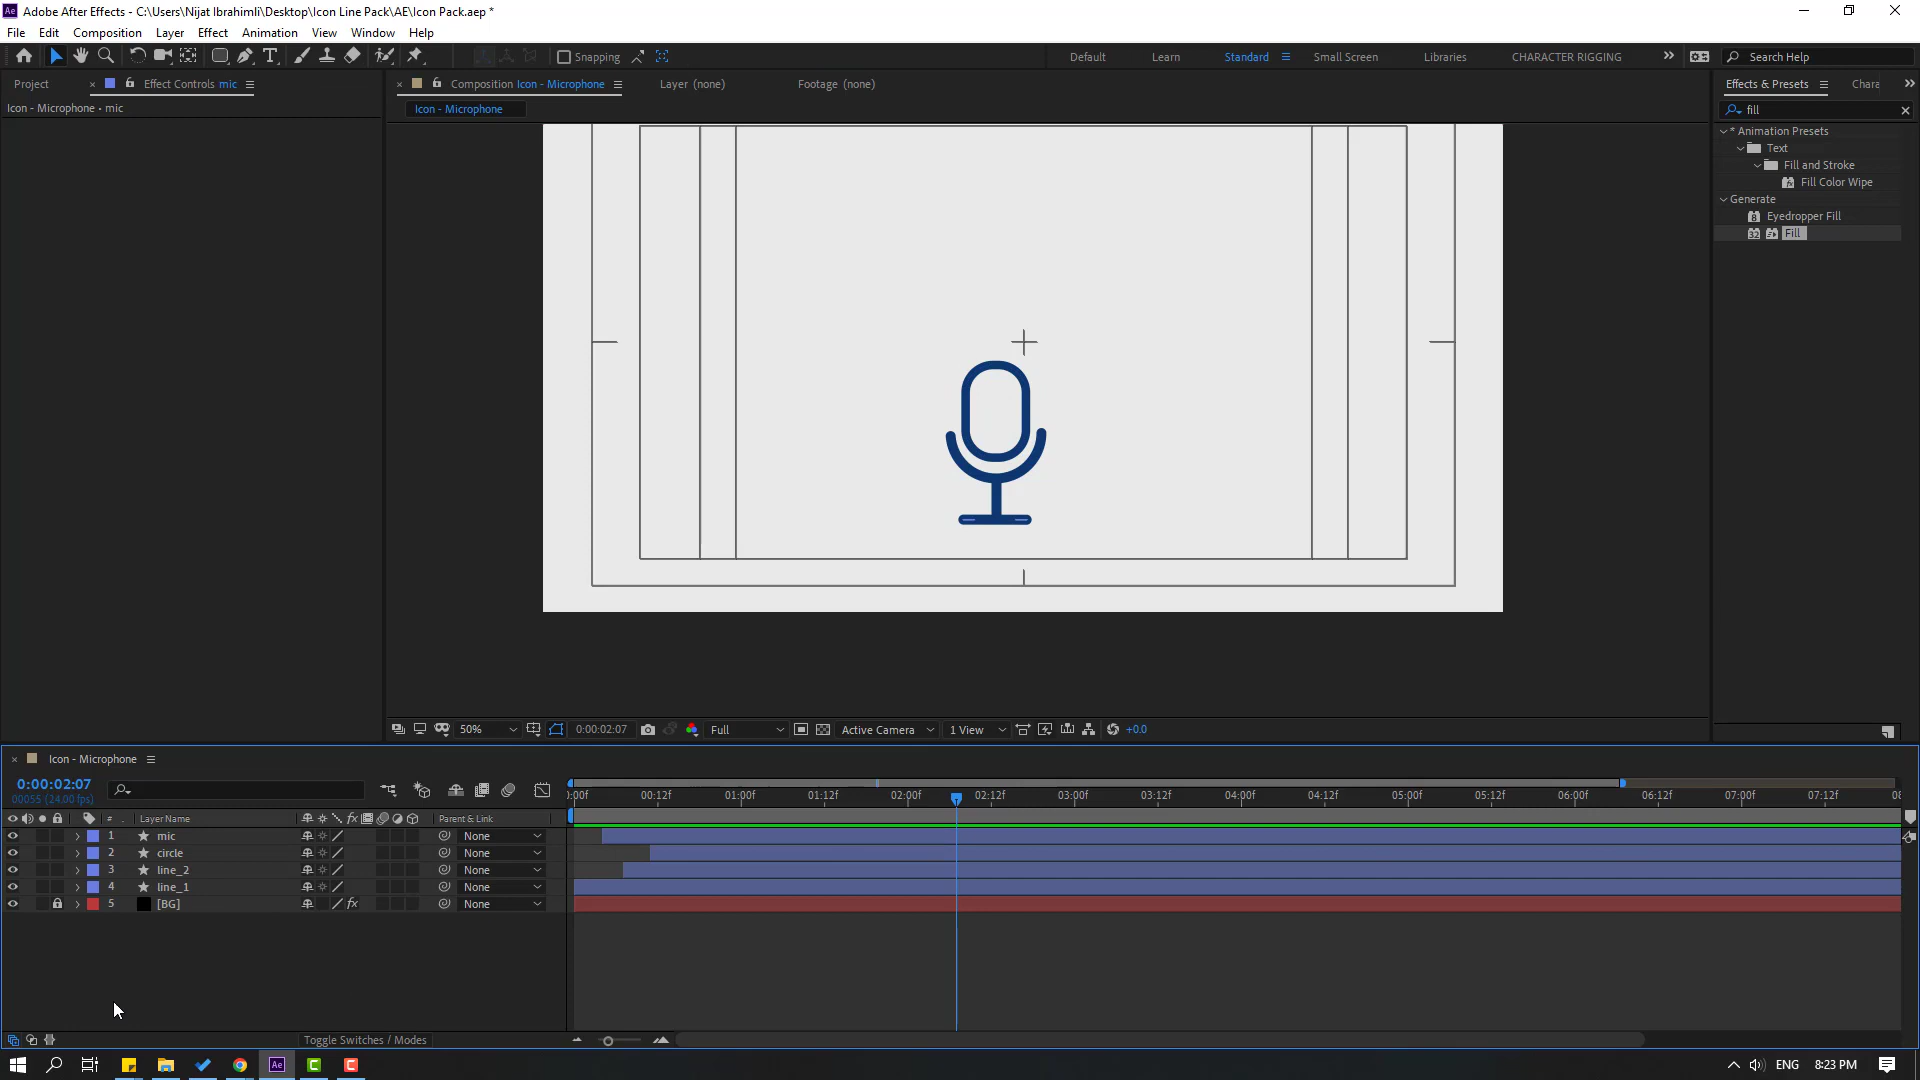 Adobe After Effects - C:\Users\Nijat Ibrahimli\Desktop\Icon Line Pack\AE\Icon Pack.aep *
File Edit Composition Layer Effect Animation View Window Help
Snapping
Default Learn Standard Small Screen Libraries CHARACTER RIGGING Search Help
Project Effect Controls mic
Composition Icon - Microphone Layer (none) Footage (none)
Effects & Presets Chara
Icon - Microphone • mic
Icon - Microphone
fill
* Animation Presets
Text
Fill and Stroke
Fill Color Wipe
Generate
Eyedropper Fill
Fill
50% 0:00:02:07 Full Active Camera 1 View +0.0
Icon - Microphone
0:00:02:07
00055 (24.00 fps)
:00f 00:12f 01:00f 01:12f 02:00f 02:12f 03:00f 03:12f 04:00f 04:12f 05:00f 05:12f 06:00f 06:12f 07:00f 07:12f 08
# Layer Name Parent & Link
1 mic None
2 circle None
3 line_2 None
4 line_1 None
5 [BG] None
Toggle Switches / Modes
ENG 8:23 PM